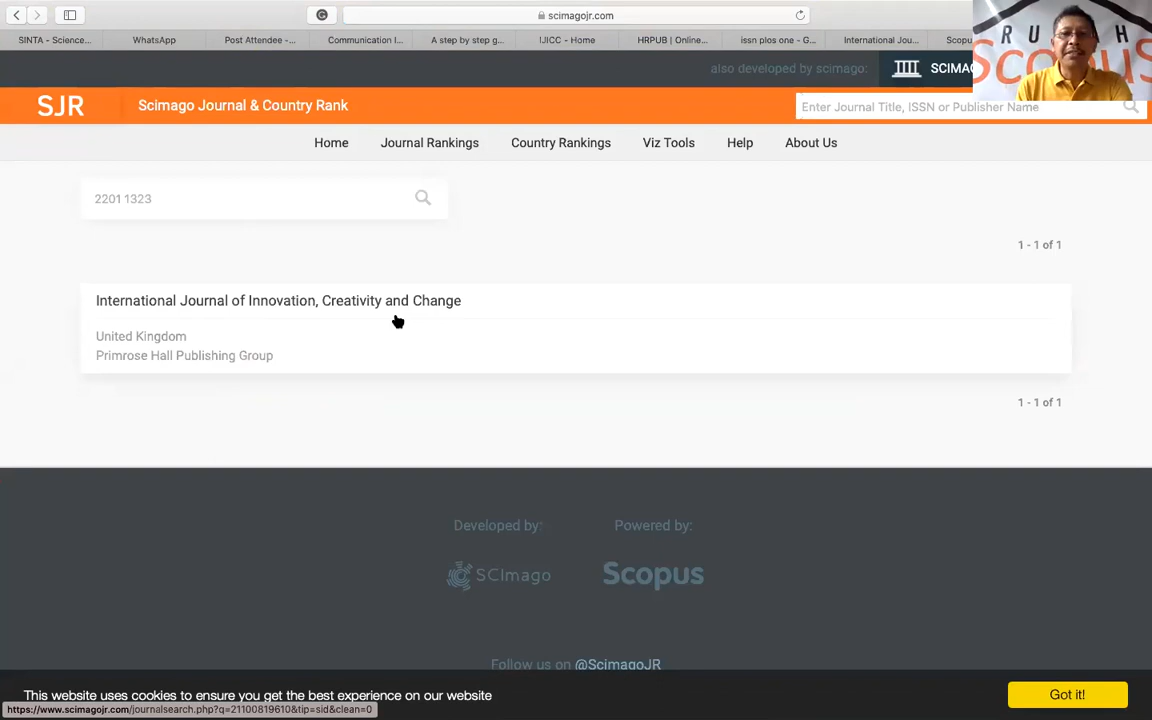 scimagojr.com
SINTA - Science...
WhatsApp
Post Attendee -...
Communication I...
A step by step g...
IJICC - Home
HRPUB | Online...
issn plos one - G...
International Jou...
Scopu
also developed by scimago:
SCIMAG
SJR
Scimago Journal & Country Rank
Enter Journal Title, ISSN or Publisher Name
Home
Journal Rankings
Country Rankings
Viz Tools
Help
About Us
2201 1323
1 - 1 of 1
International Journal of Innovation, Creativity and Change
United Kingdom
Primrose Hall Publishing Group
1 - 1 of 1
Developed by:
Powered by:
SCImago
Scopus
Follow us on @ScimagoJR
This website uses cookies to ensure you get the best experience on our website
Got it!
https://www.scimagojr.com/journalsearch.php?q=21100819610&tip=sid&clean=0